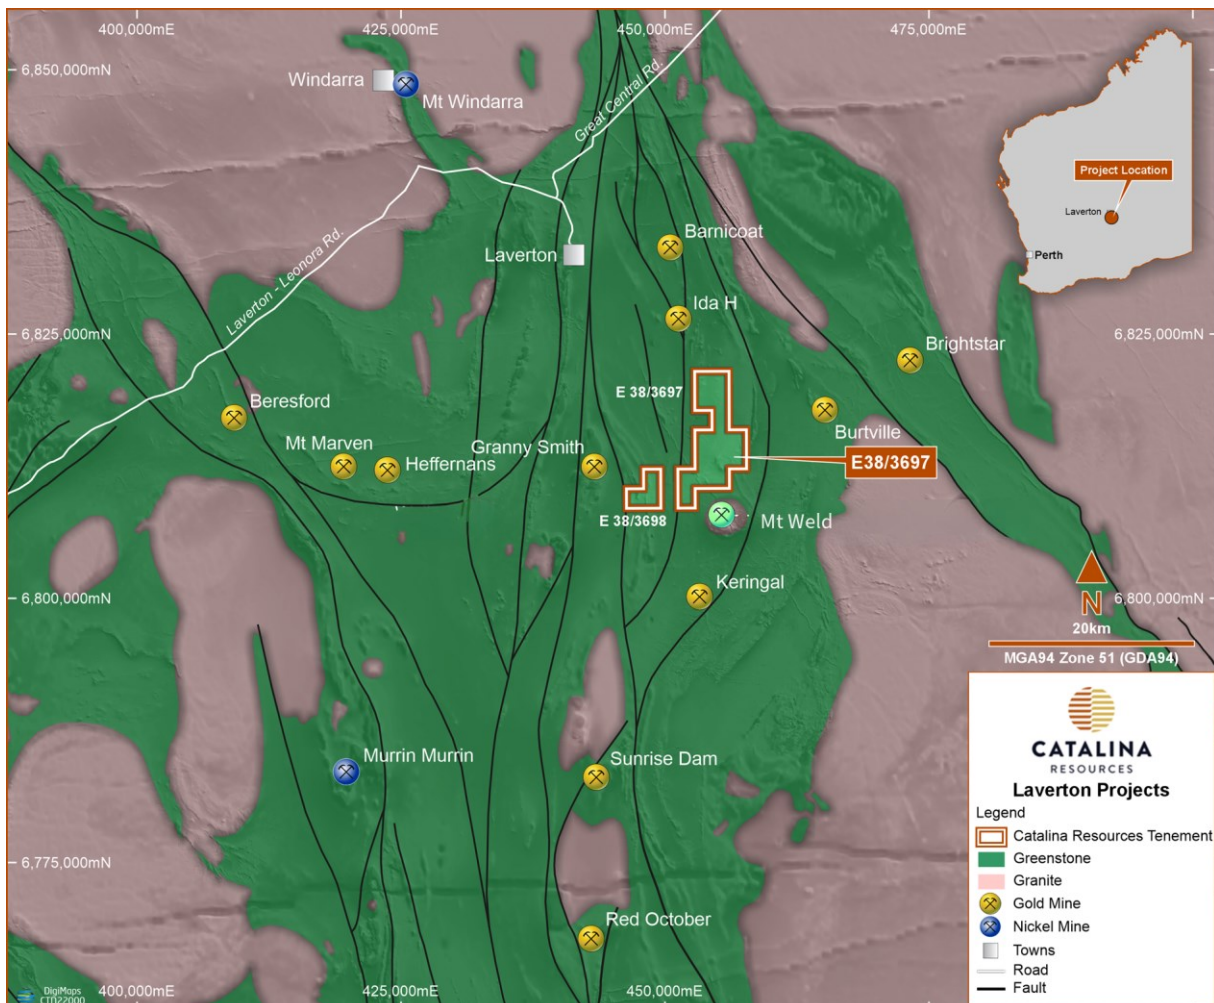 400,000mE
425,000mE
450,000mE
475,000mE
6,850,000mN
Windarra
Mt Windarra
Great Central Rd.
Project Location
Laverton
Perth
Barnicoat
Laverton
Laverton - Leonora Rd.
Ida H
6,825,000mN
6,825,000mN
Brightstar
E 38/3697
Beresford
Burtville
Mt Marven
Heffernans
Granny Smith
E38/3697
E 38/3698
Mt Weld
Keringal
6,800,000mN
N
6,800,000mN
20km
MGA94 Zone 51 (GDA94)
Murrin Murrin
Sunrise Dam
6,775,000mN
Red October
CATALINA
RESOURCES
Laverton Projects
Legend
Catalina Resources Tenement
Greenstone
Granite
Gold Mine
Nickel Mine
Towns
Road
Fault
DigiMaps
CTO22000
400,000mE
425,000mE
450,000mE